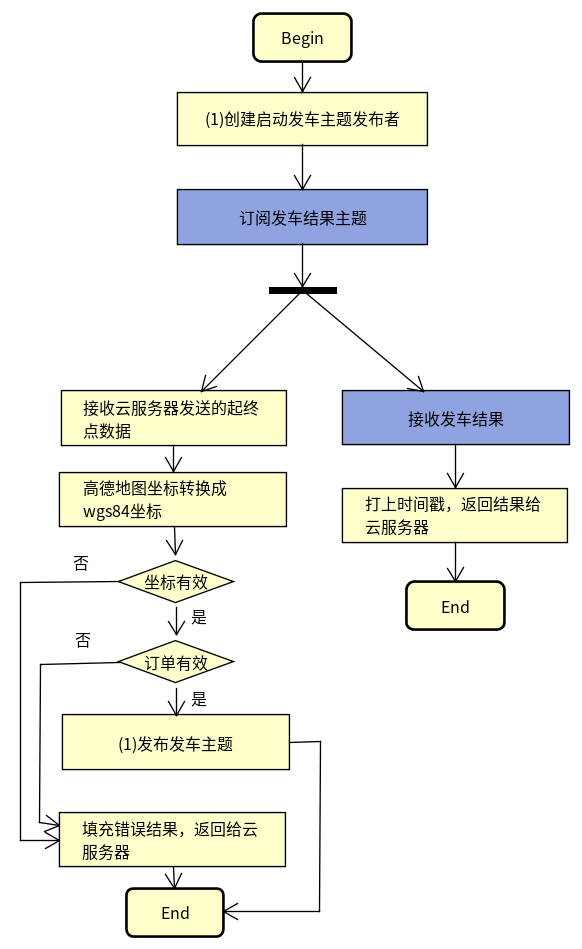 Begin
(1)创建启动发车主题发布者
订阅发车结果主题
接收云服务器发送的起终
点数据
高德地图坐标转换成
wgs84坐标
否
坐标有效
是
否
订单有效
是
(1)发布发车主题
填充错误结果，返回给云
服务器
End
接收发车结果
打上时间戳，返回结果给
云服务器
End